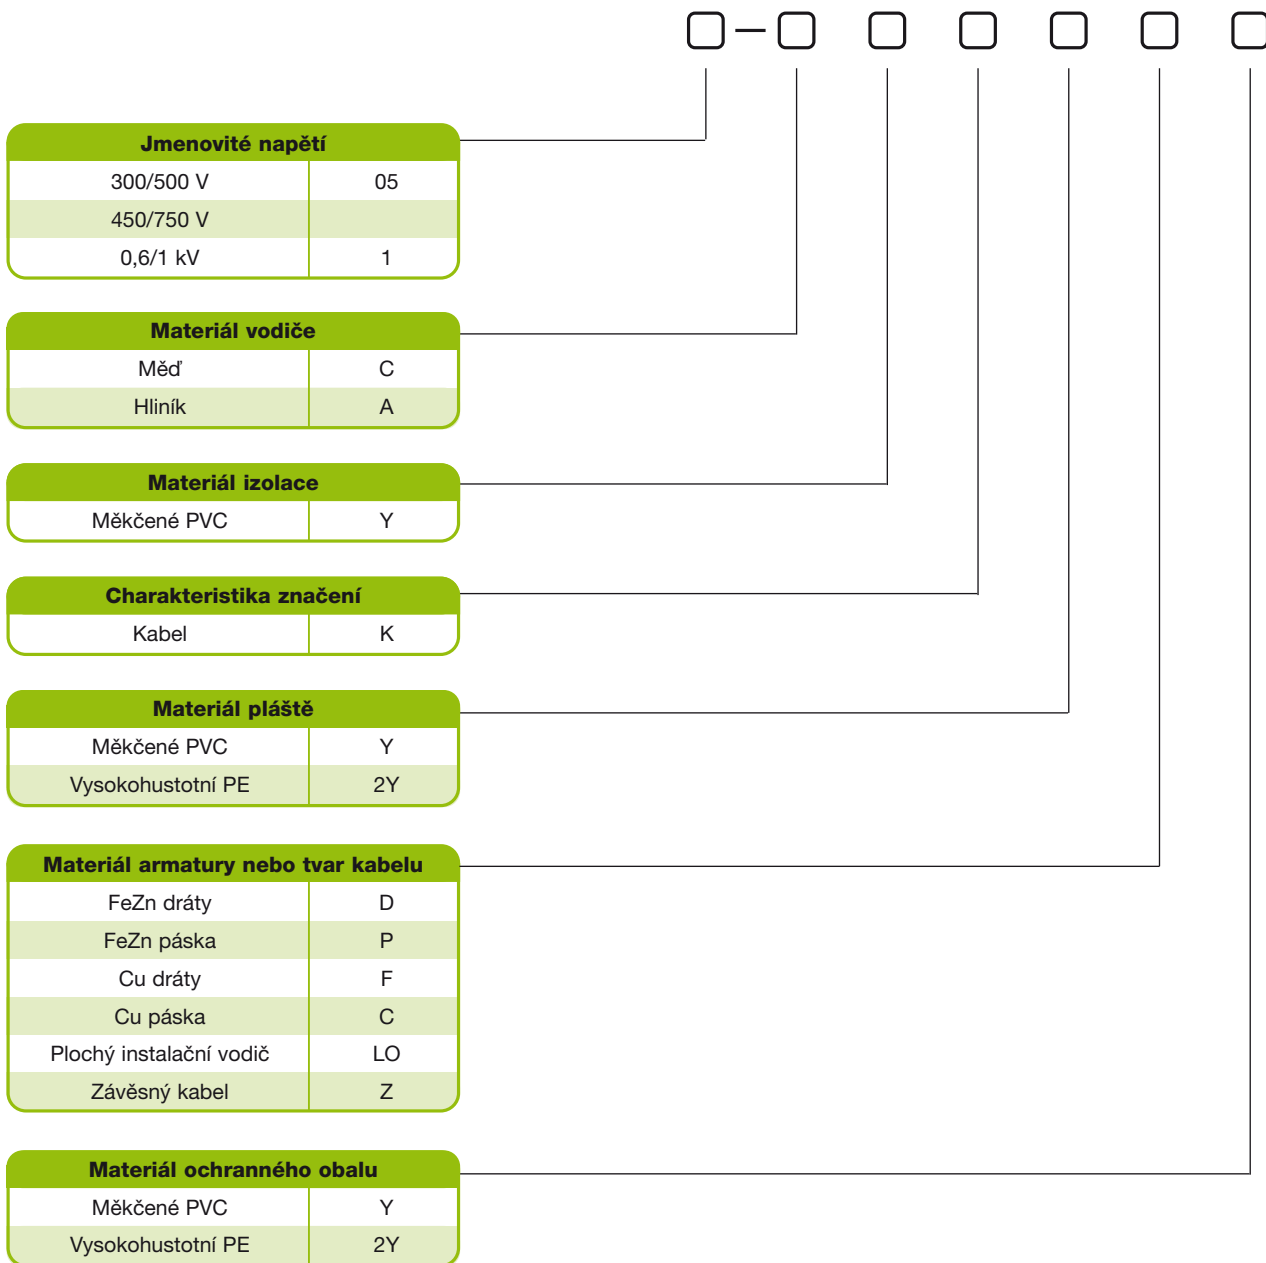 Jmenovité napětí
300/500 V 05
450/750 V
0,6/1 kV 1
Materiál vodiče
Měď C
Hliník A
Materiál izolace
Měkčené PVC Y
Charakteristika značení
Kabel K
Materiál pláště
Měkčené PVC Y
Vysokohustotní PE 2Y
Materiál armatury nebo tvar kabelu
FeZn dráty D
FeZn páska P
Cu dráty F
Cu páska C
Plochý instalační vodič LO
Závěsný kabel Z
Materiál ochranného obalu
Měkčené PVC Y
Vysokohustotní PE 2Y